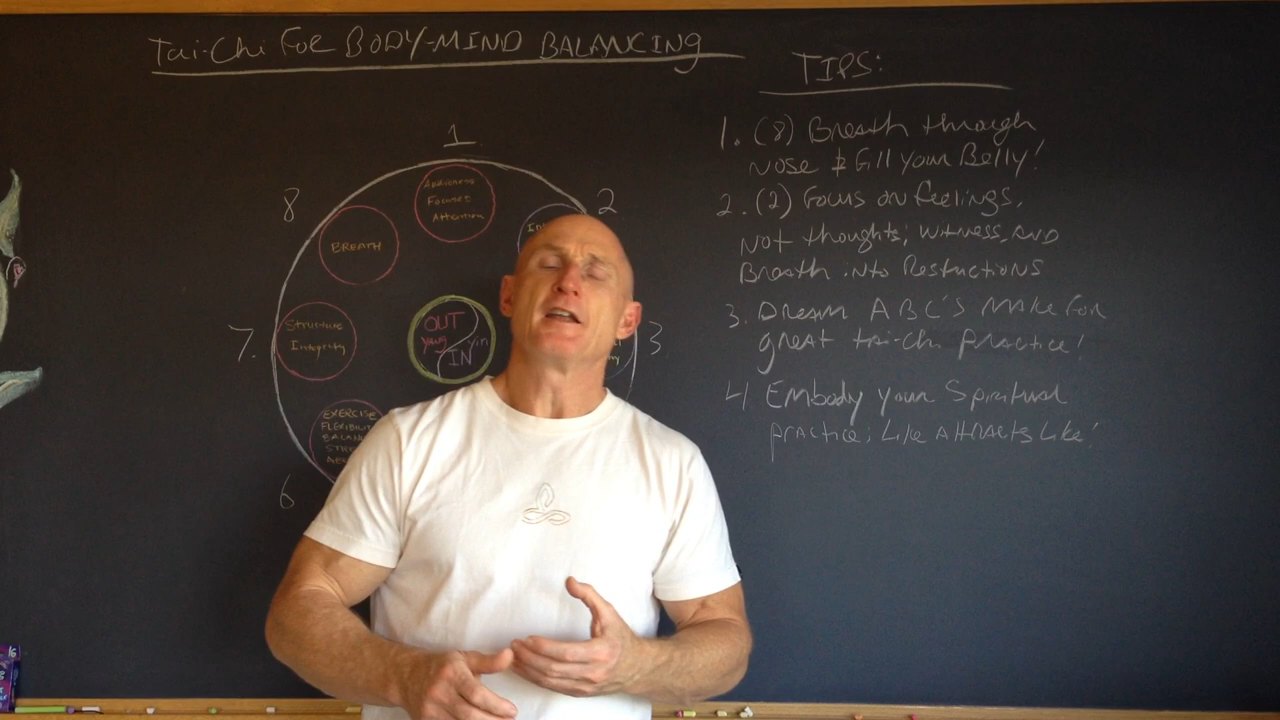 Tai-Chi FOR BODY-MIND BALANCING
TIPS:
1. (8) Breath through
Nose & Fill your Belly!
2. (2) Focus on feelings,
Not thoughts; witness, AND
Breath into Restrictions
3. Dream ABC's Make For
great tai-chi Practice!
4 Embody your Spiritual
Practice; Like Attracts Like!
1
2
3
6
7.
8
Focused
Attention
BREATH
Structure
Integrity
EXERCISE
OUT
yang
IN
yin
16